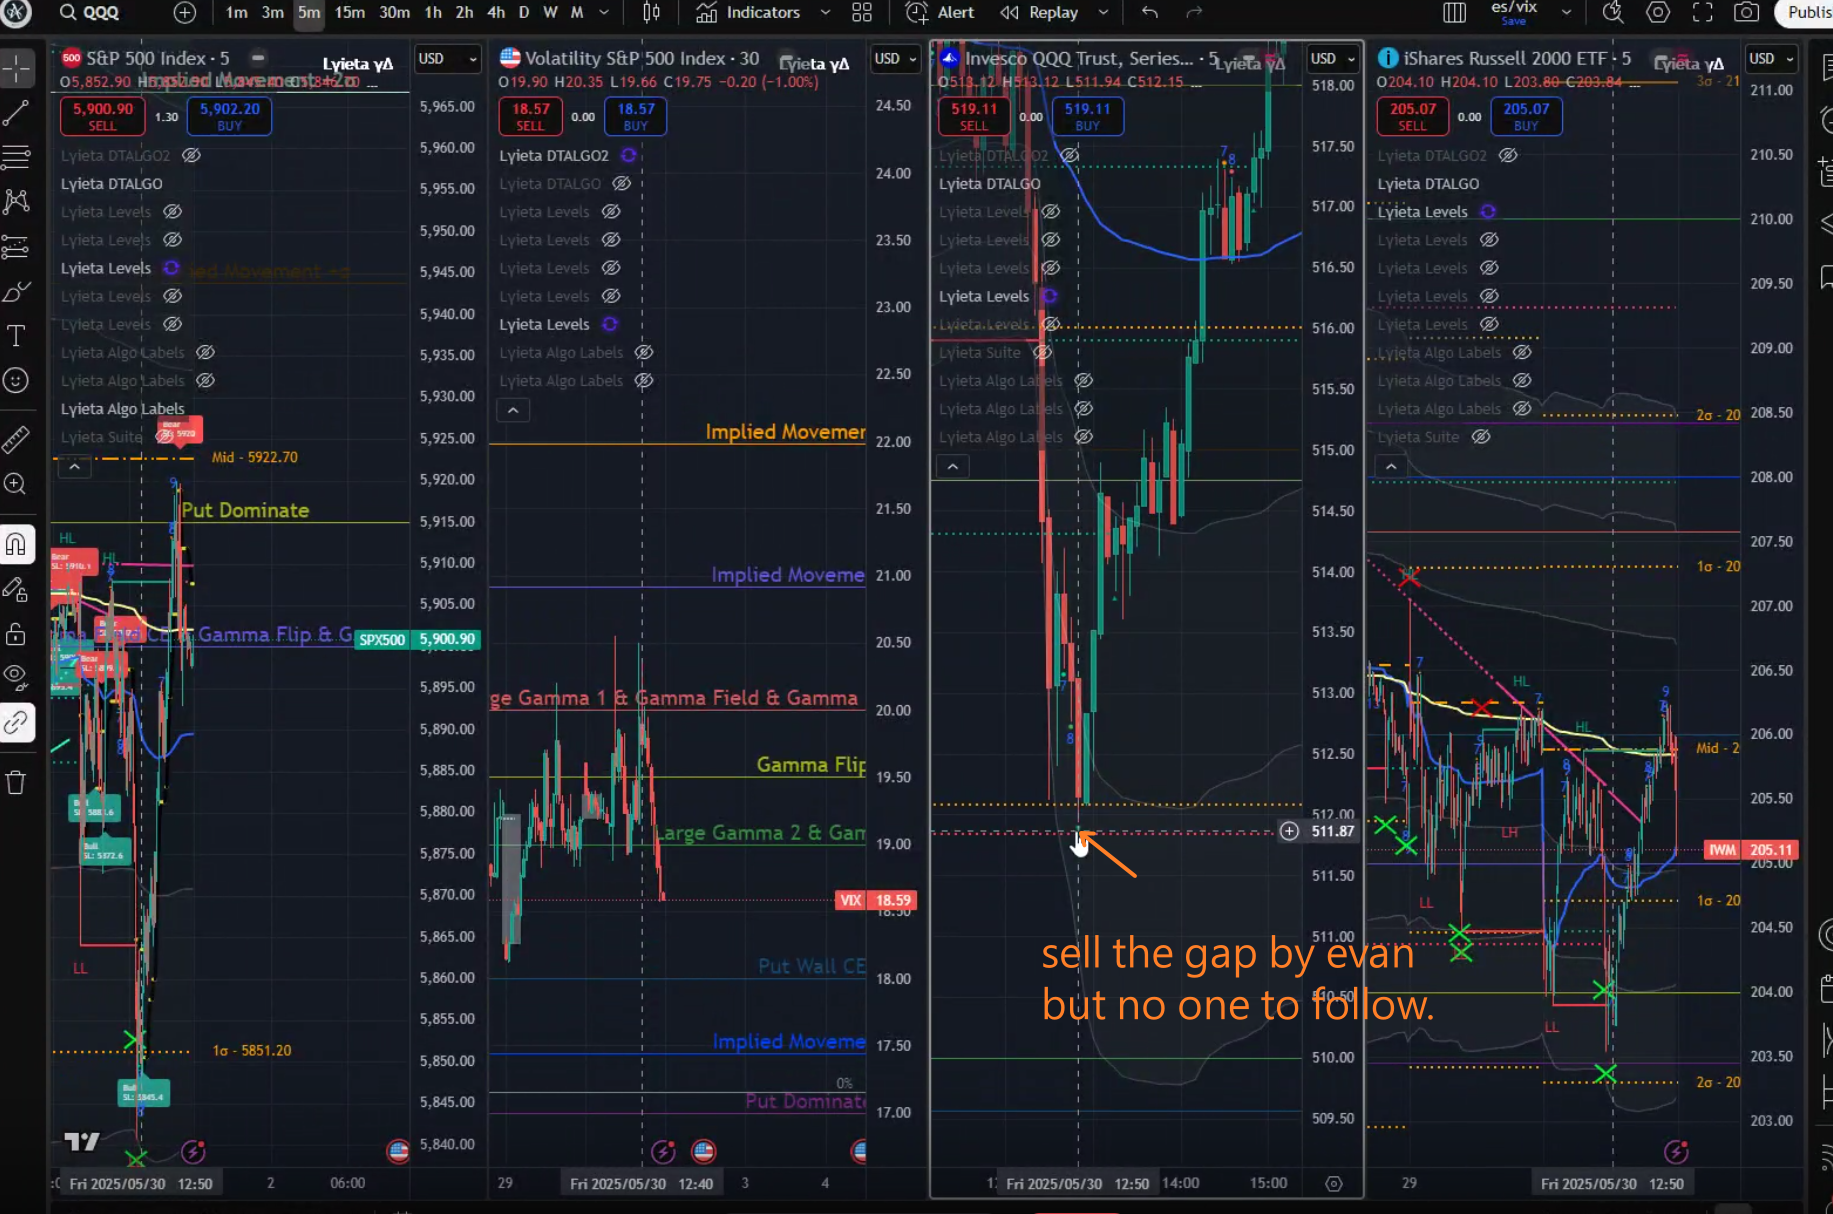 QQQ
1m 3m 5m 15m 30m 1h 2h 4h D W M
Indicators
Alert
Replay
es/vix
Save
Publis
S&P 500 Index · 5
Lyieta γΔ
USD
5,900.90
SELL
1.30
5,902.20
BUY
Lyieta DTALGO2
Lyieta DTALGO
Lyieta Levels
Lyieta Levels
Lyieta Levels
Lyieta Levels
Lyieta Levels
Lyieta Algo Labels
Lyieta Algo Labels
Lyieta Algo Labels
Lyieta Suite
Mid - 5922.70
Put Dominate
HL
HL
Gamma Flip & G
SPX500 5,900.90
LL
1σ - 5851.20
5,965.00
5,960.00
5,955.00
5,950.00
5,945.00
5,940.00
5,935.00
5,930.00
5,925.00
5,920.00
5,915.00
5,910.00
5,905.00
5,895.00
5,890.00
5,885.00
5,880.00
5,875.00
5,870.00
5,865.00
5,860.00
5,855.00
5,850.00
5,845.00
5,840.00
Fri 2025/05/30 12:50 2 06:00
Volatility S&P 500 Index · 30
Lyieta γΔ
USD
O19.90 H20.35 L19.66 C19.75 −0.20 (−1.00%)
18.57
SELL
0.00
18.57
BUY
Lyieta DTALGO2
Lyieta DTALGO
Lyieta Levels
Lyieta Levels
Lyieta Levels
Lyieta Levels
Lyieta Levels
Lyieta Algo Labels
Lyieta Algo Labels
Implied Movemer
Implied Moveme
ge Gamma 1 & Gamma Field & Gamma
Gamma Flip
Large Gamma 2 & Gam
VIX 18.59
Put Wall CE
Implied Moveme
0%
Put Dominate
24.50
24.00
23.50
23.00
22.50
22.00
21.50
21.00
20.50
20.00
19.50
19.00
18.50
18.00
17.50
17.00
29 Fri 2025/05/30 12:40 3 4
Invesco QQQ Trust, Series... · 5
Lyieta γΔ
USD
O513.12 H513.12 L511.94 C512.15 ...
519.11
SELL
0.00
519.11
BUY
Lyieta DTALGO2
Lyieta DTALGO
Lyieta Levels
Lyieta Levels
Lyieta Levels
Lyieta Levels
Lyieta Levels
Lyieta Suite
Lyieta Algo Labels
Lyieta Algo Labels
Lyieta Algo Labels
7 8
7
8
518.00
517.50
517.00
516.50
516.00
515.50
515.00
514.50
514.00
513.50
513.00
512.50
512.00
511.87
511.50
511.00
510.50
510.00
509.50
sell the gap by evan
but no one to follow.
Fri 2025/05/30 12:50 14:00 15:00
iShares Russell 2000 ETF · 5
Lyieta γΔ
USD
O204.10 H204.10 L203.80 C203.84 ...
3σ - 21
205.07
SELL
0.00
205.07
BUY
Lyieta DTALGO2
Lyieta DTALGO
Lyieta Levels
Lyieta Levels
Lyieta Levels
Lyieta Levels
Lyieta Levels
Lyieta Algo Labels
Lyieta Algo Labels
Lyieta Algo Labels
Lyieta Suite
2σ - 20
1σ - 20
HL
HL
Mid - 2
LH
IWM 205.11
LL
1σ - 20
LL
2σ - 20
211.00
210.50
210.00
209.50
209.00
208.50
208.00
207.50
207.00
206.50
206.00
205.50
205.00
204.50
204.00
203.50
203.00
29 Fri 2025/05/30 12:50